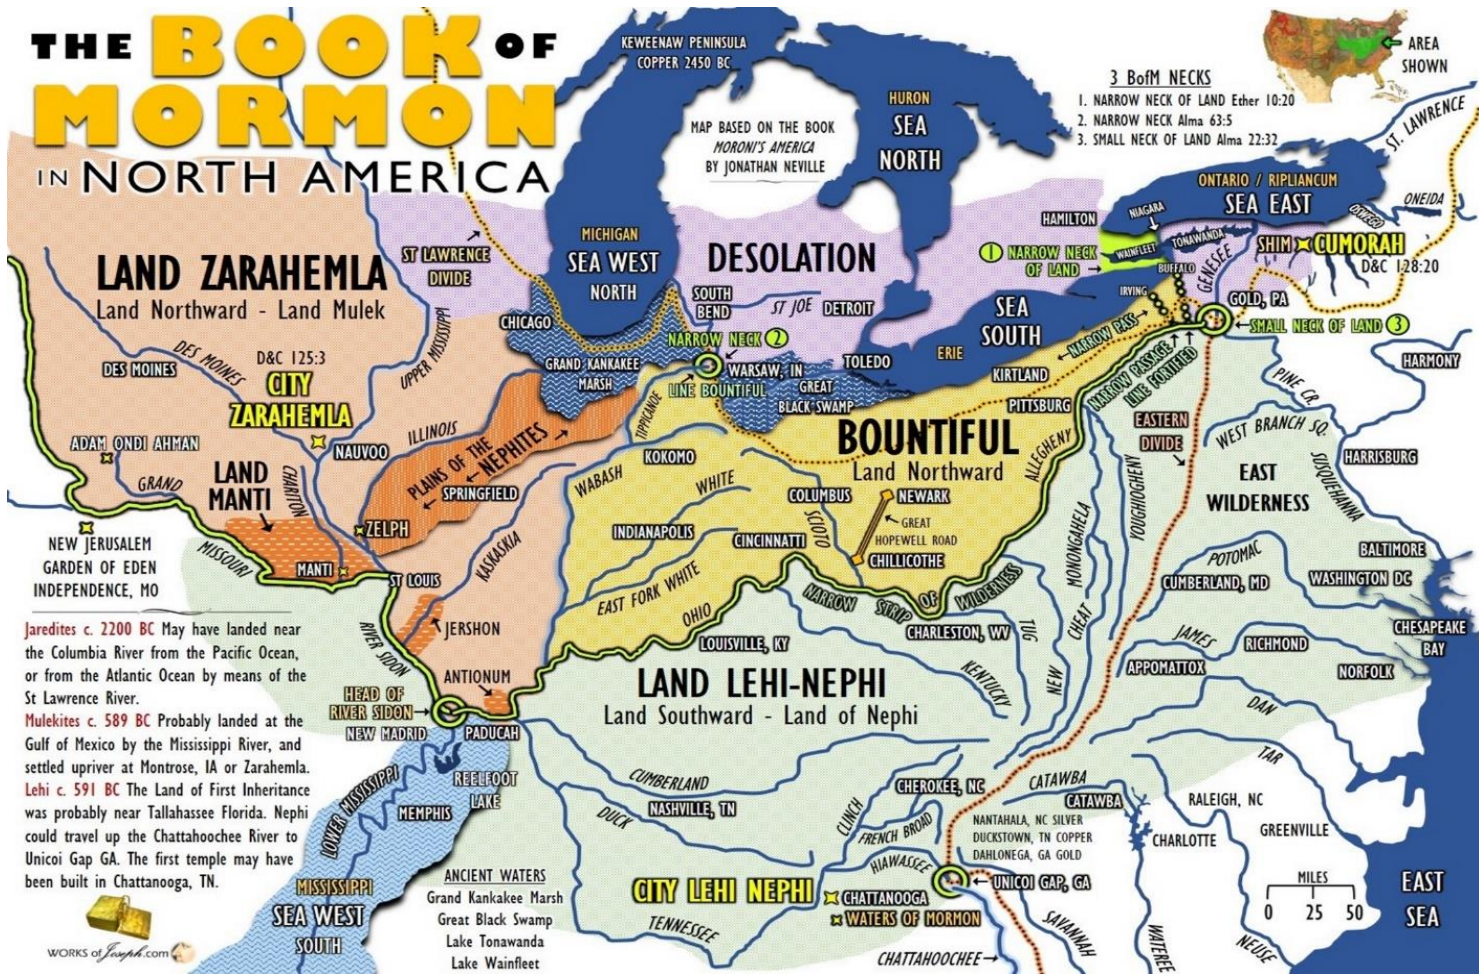 THE BOOK OF
MORMON
IN NORTH AMERICA
KEWEENAW PENINSULA
COPPER 2450 BC
MAP BASED ON THE BOOK
MORONI'S AMERICA
BY JONATHAN NEVILLE
HURON
SEA
NORTH
3 BofM NECKS
1. NARROW NECK OF LAND Ether 10:20
2. NARROW NECK Alma 63:5
3. SMALL NECK OF LAND Alma 22:32
AREA
SHOWN
ST. LAWRENCE
ONTARIO / RIPLIANCUM
SEA EAST
ONEIDA
OSWEGO
HAMILTON
NIAGARA
WAINFLEET
TONAWANDA
BUFFALO
GENESEE
SHIM
CUMORAH
D&C 128:20
1 NARROW NECK
OF LAND
IRVING
GOLD, PA
SMALL NECK OF LAND 3
MICHIGAN
SEA WEST
NORTH
ST LAWRENCE
DIVIDE
DESOLATION
LAND ZARAHEMLA
Land Northward - Land Mulek
UPPER MISSISSIPPI
CHICAGO
SOUTH
BEND
ST JOE
DETROIT
SEA
SOUTH
ERIE
NARROW PASS
NARROW NECK 2
GRAND KANKAKEE
MARSH
WARSAW, IN
LINE BOUNTIFUL
TOLEDO
GREAT
BLACK SWAMP
KIRTLAND
PITTSBURG
NARROW PASSAGE
LINE FORTIFIED
HARMONY
PINE CR.
DES MOINES
DES MOINES
D&C 125:3
CITY
ZARAHEMLA
ADAM ONDI AHMAN
NAUVOO
ILLINOIS
GRAND
LAND
MANTI
CHARITON
PLAINS OF THE
NEPHITES
SPRINGFIELD
ZELPH
TIPPICANOE
KOKOMO
WABASH
WHITE
BOUNTIFUL
Land Northward
COLUMBUS
NEWARK
SCIOTO
GREAT
HOPEWELL ROAD
CHILLICOTHE
ALLEGHENY
EASTERN
DIVIDE
WEST BRANCH SQ.
SUSQUEHANNA
HARRISBURG
EAST
WILDERNESS
YOUGHIOGHENY
MONONGAHELA
CHEAT
INDIANAPOLIS
CINCINNATTI
EAST FORK WHITE
OHIO
KASKASKIA
NEW JERUSALEM
GARDEN OF EDEN
INDEPENDENCE, MO
MISSOURI
MANTI
ST LOUIS
JERSHON
RIVER SIDON
ANTIONUM
HEAD OF
RIVER SIDON
NEW MADRID
PADUCAH
NARROW STRIP OF WILDERNESS
LOUISVILLE, KY
CHARLESTON, WV
TUG
NEW
KENTUCKY
POTOMAC
CUMBERLAND, MD
BALTIMORE
WASHINGTON DC
CHESAPEAKE
BAY
JAMES
RICHMOND
APPOMATTOX
NORFOLK
DAN
TAR
LAND LEHI-NEPHI
Land Southward - Land of Nephi
Jaredites c. 2200 BC May have landed near
the Columbia River from the Pacific Ocean,
or from the Atlantic Ocean by means of the
St Lawrence River.
Mulekites c. 589 BC Probably landed at the
Gulf of Mexico by the Mississippi River, and
settled upriver at Montrose, IA or Zarahemla.
Lehi c. 591 BC The Land of First Inheritance
was probably near Tallahassee Florida. Nephi
could travel up the Chattahoochee River to
Unicoi Gap GA. The first temple may have
been built in Chattanooga, TN.
WORKS of Joseph.com
LOWER MISSISSIPPI
REELFOOT
LAKE
MEMPHIS
MISSISSIPPI
SEA WEST
SOUTH
ANCIENT WATERS
Grand Kankakee Marsh
Great Black Swamp
Lake Tonawanda
Lake Wainfleet
CUMBERLAND
NASHVILLE, TN
DUCK
CLINCH
CHEROKEE, NC
FRENCH BROAD
HIAWASSEE
NANTAHALA, NC SILVER
DUCKSTOWN, TN COPPER
DAHLONEGA, GA GOLD
CITY LEHI NEPHI
CHATTANOOGA
WATERS OF MORMON
UNICOI GAP, GA
TENNESSEE
CHATTAHOOCHEE
SAVANNAH
CATAWBA
CATAWBA
CHARLOTTE
RALEIGH, NC
GREENVILLE
WATEREE
NEUSE
MILES
0 25 50
EAST
SEA